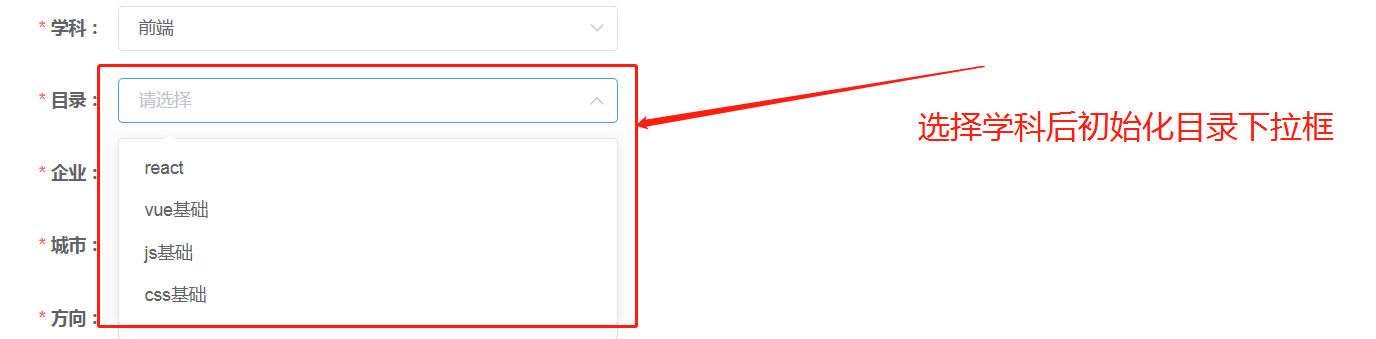 * 学科： 前端
* 目录： 请选择
选择学科后初始化目录下拉框
react
* 企业：
vue基础
* 城市：
js基础
css基础
* 方向：